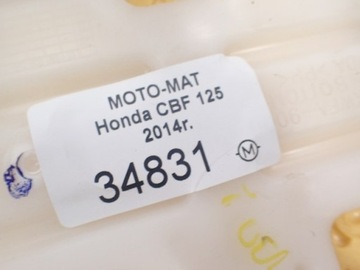 MOTO-MAT
Honda CBF 125
2014r.
34831
M